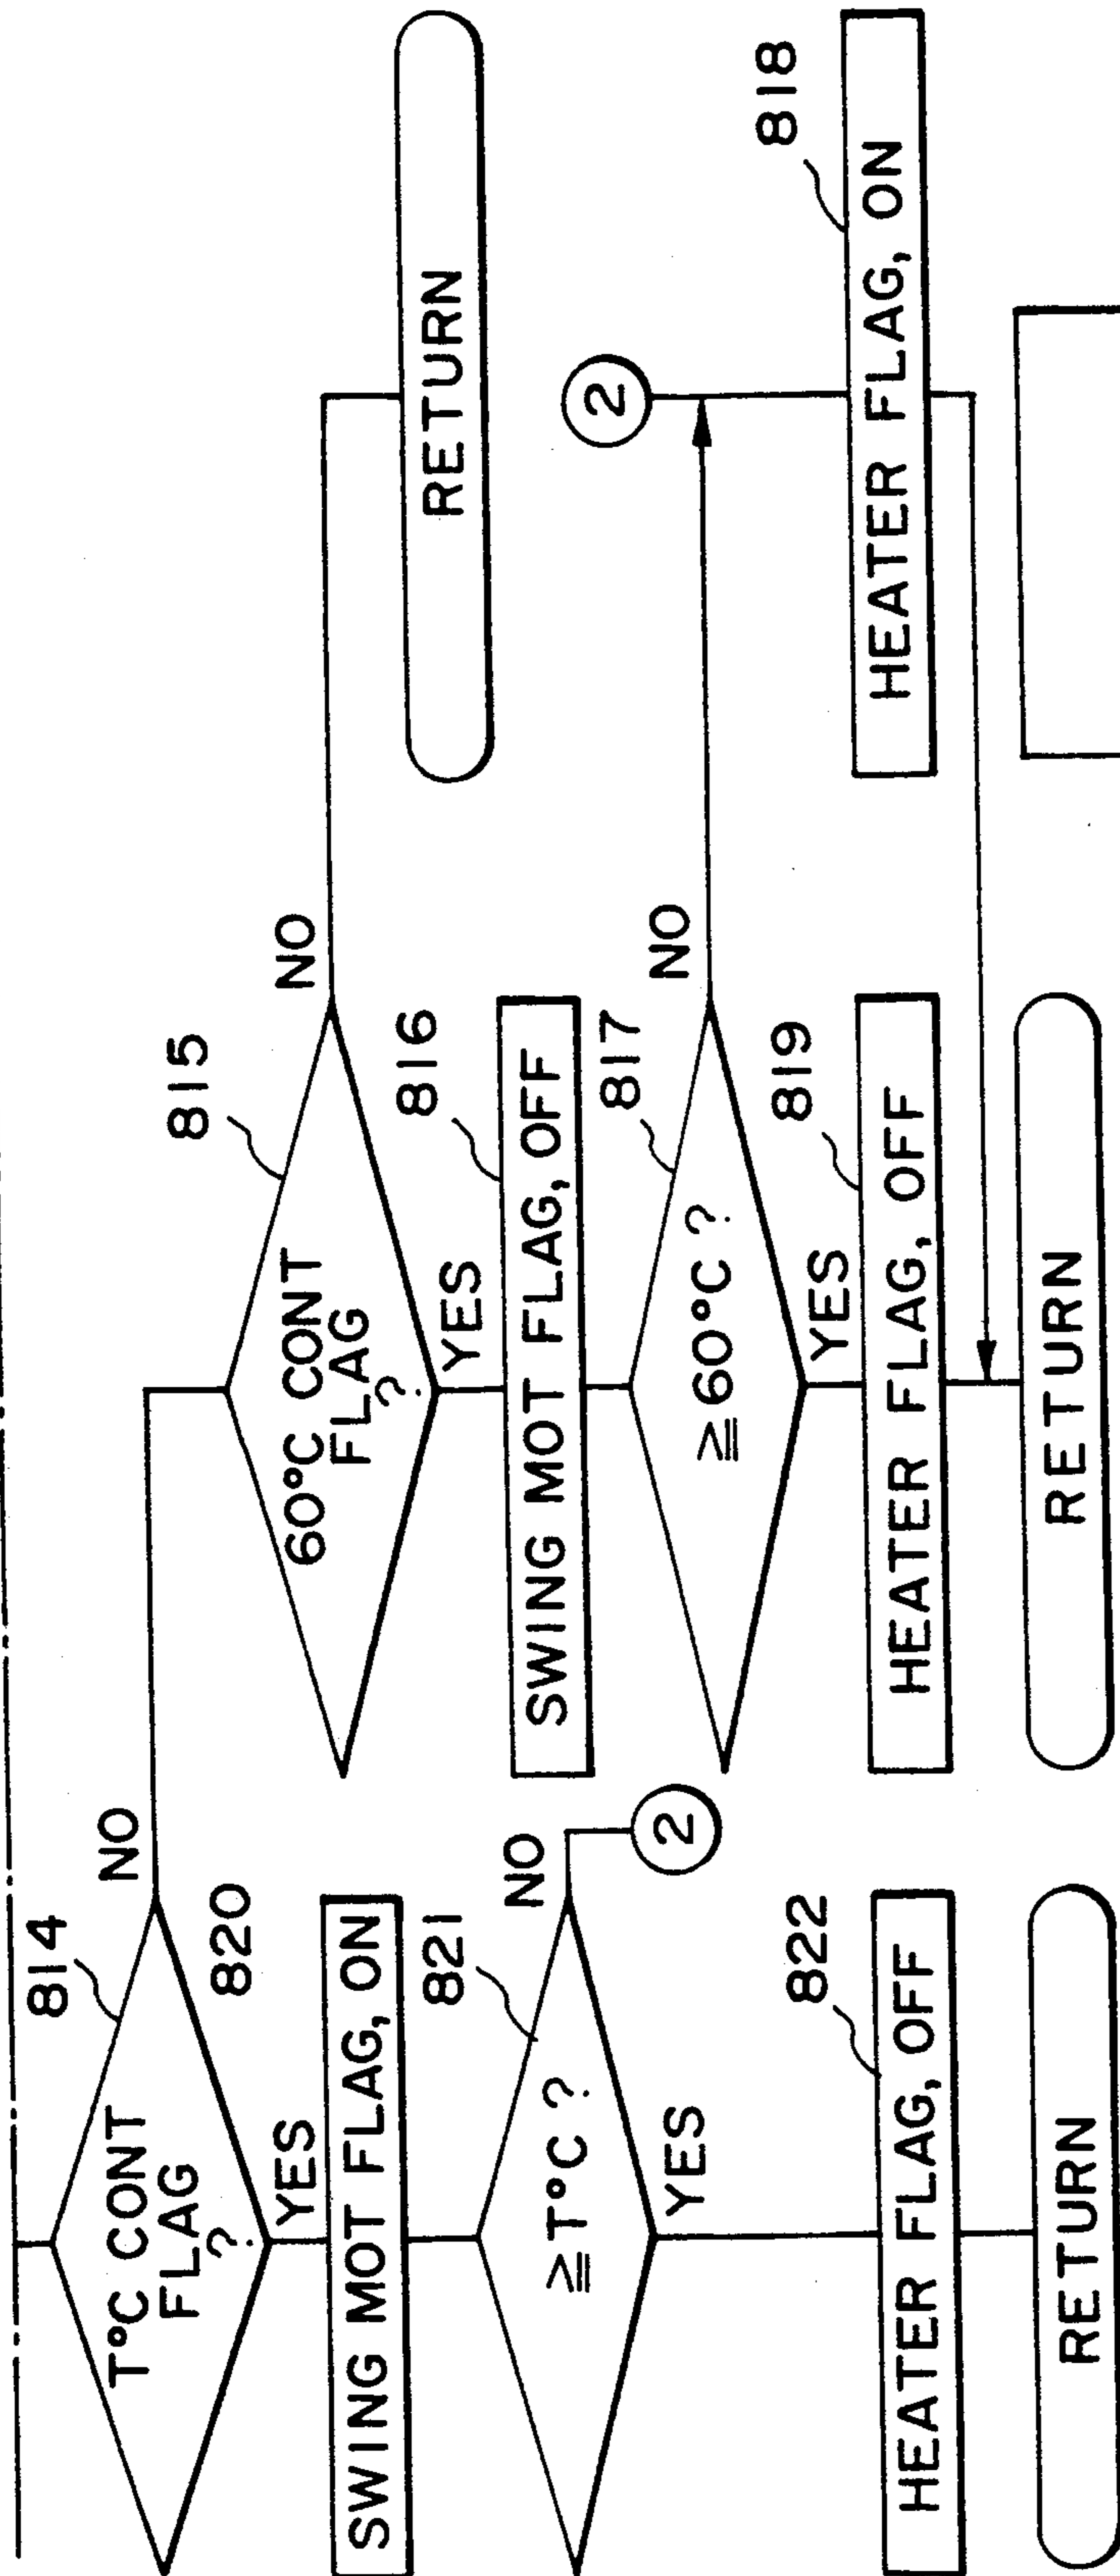 814
T°C CONT
FLAG
?
NO
YES
820
SWING MOT FLAG, ON
821
≧T°C ?
NO
2
YES
822
HEATER FLAG, OFF
RETURN
815
60°C CONT
FLAG
?
NO
YES
816
SWING MOT FLAG, OFF
817
≧60°C ?
NO
YES
819
HEATER FLAG, OFF
RETURN
RETURN
2
818
HEATER FLAG, ON